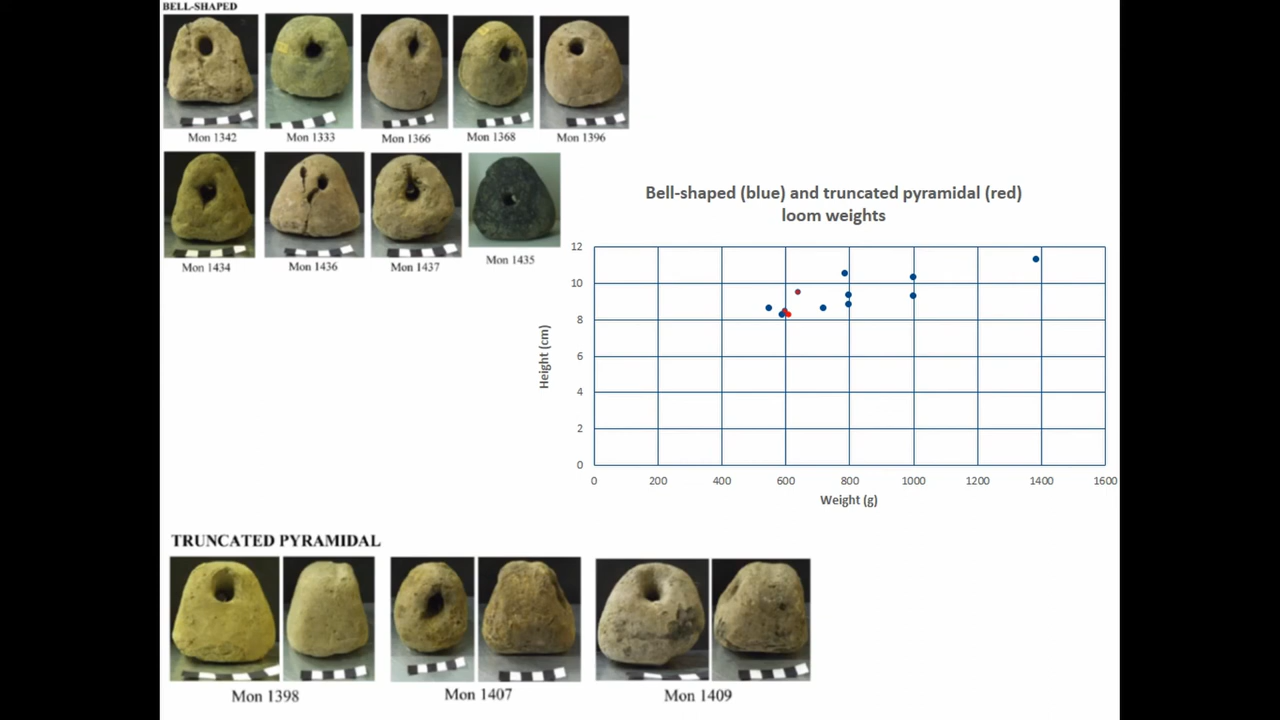 BELL-SHAPED
Mon 1342 Mon 1333 Mon 1366 Mon 1368 Mon 1396
Mon 1434 Mon 1436 Mon 1437 Mon 1435
Bell-shaped (blue) and truncated pyramidal (red)
loom weights
12
10
8
6
4
2
0
Height (cm)
0 200 400 600 800 1000 1200 1400 1600
Weight (g)
TRUNCATED PYRAMIDAL
Mon 1398 Mon 1407 Mon 1409